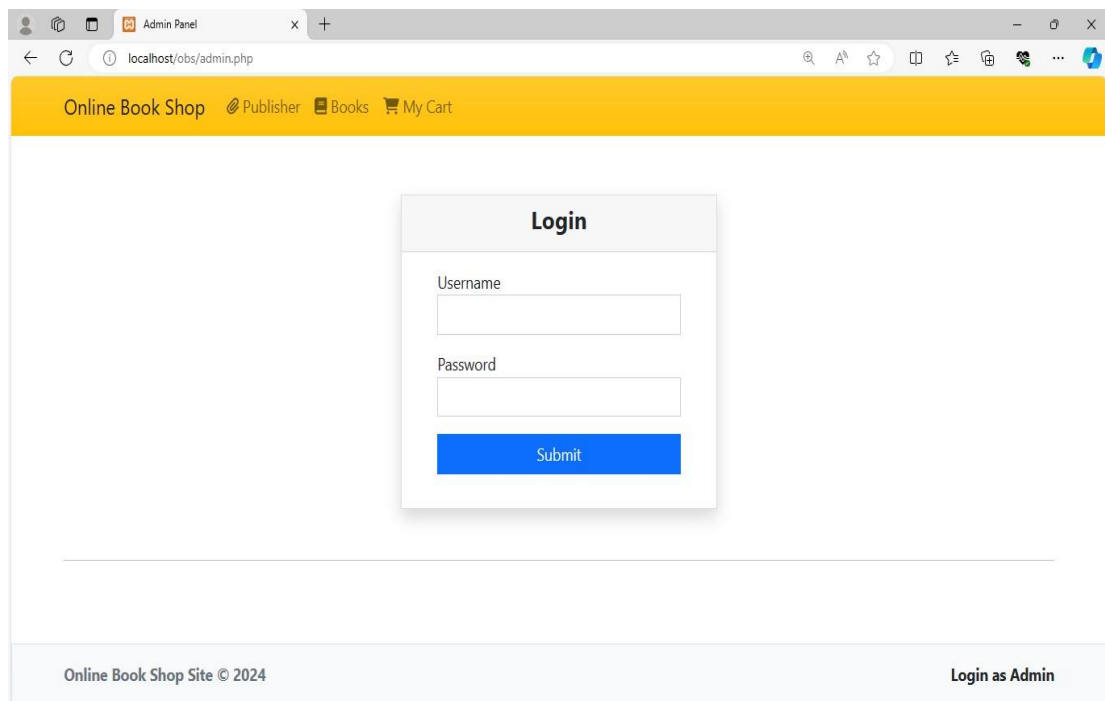 Admin Panel
localhost/obs/admin.php
Online Book Shop Publisher Books My Cart
Login
Username
Password
Submit
Online Book Shop Site © 2024 Login as Admin